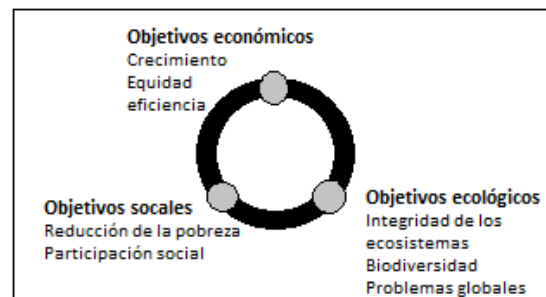 Objetivos económicos
Crecimiento
Equidad
eficiencia
Objetivos socales
Reducción de la pobreza
Participación social
Objetivos ecológicos
Integridad de los
ecosistemas
Biodiversidad
Problemas globales